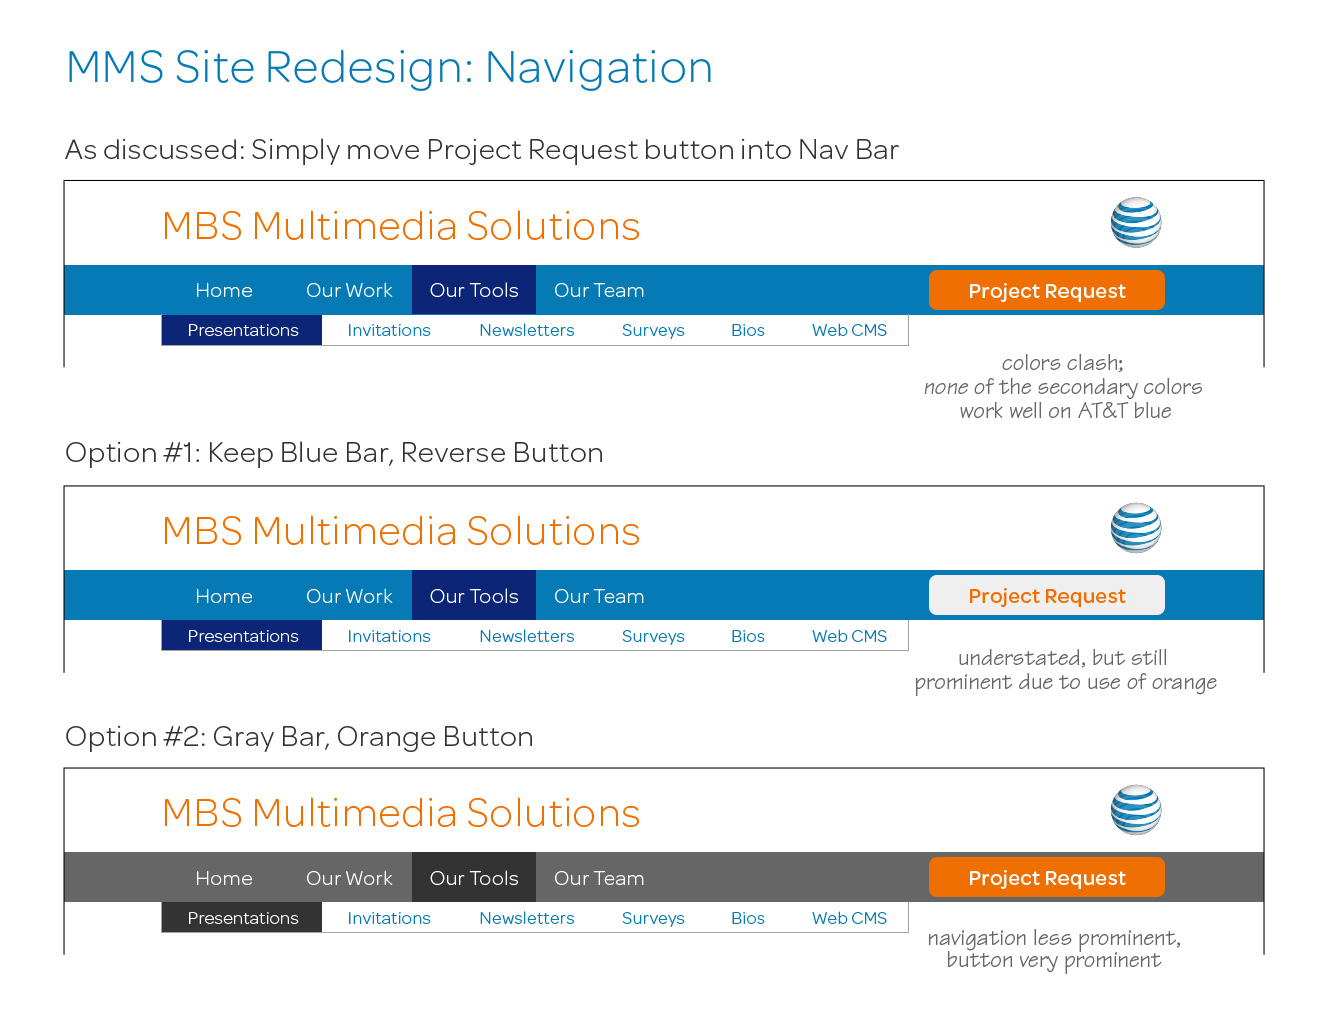 MMS Site Redesign: Navigation
As discussed: Simply move Project Request button into Nav Bar
MBS Multimedia Solutions
Home Our Work Our Tools Our Team Project Request
Presentations Invitations Newsletters Surveys Bios Web CMS
colors clash;
none of the secondary colors
work well on AT&T blue
Option #1: Keep Blue Bar, Reverse Button
MBS Multimedia Solutions
Home Our Work Our Tools Our Team Project Request
Presentations Invitations Newsletters Surveys Bios Web CMS
understated, but still
prominent due to use of orange
Option #2: Gray Bar, Orange Button
MBS Multimedia Solutions
Home Our Work Our Tools Our Team Project Request
Presentations Invitations Newsletters Surveys Bios Web CMS
navigation less prominent,
button very prominent